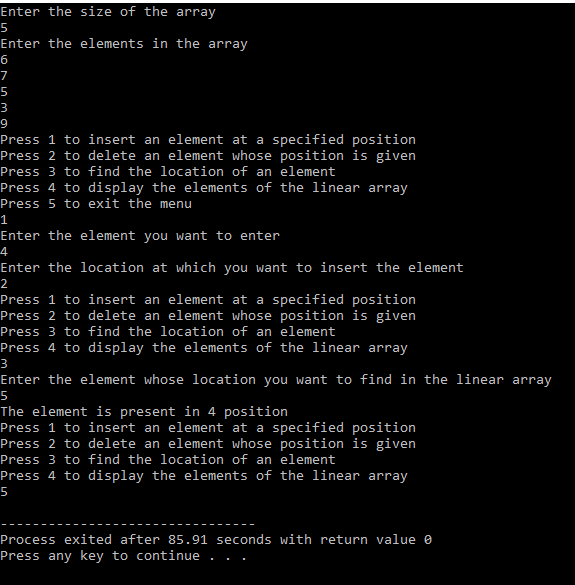 Enter the size of the array
5
Enter the elements in the array
6
7
5
3
9
Press 1 to insert an element at a specified position
Press 2 to delete an element whose position is given
Press 3 to find the location of an element
Press 4 to display the elements of the linear array
Press 5 to exit the menu
1
Enter the element you want to enter
4
Enter the location at which you want to insert the element
2
Press 1 to insert an element at a specified position
Press 2 to delete an element whose position is given
Press 3 to find the location of an element
Press 4 to display the elements of the linear array
3
Enter the element whose location you want to find in the linear array
5
The element is present in 4 position
Press 1 to insert an element at a specified position
Press 2 to delete an element whose position is given
Press 3 to find the location of an element
Press 4 to display the elements of the linear array
5
--------------------------------
Process exited after 85.91 seconds with return value 0
Press any key to continue . . .